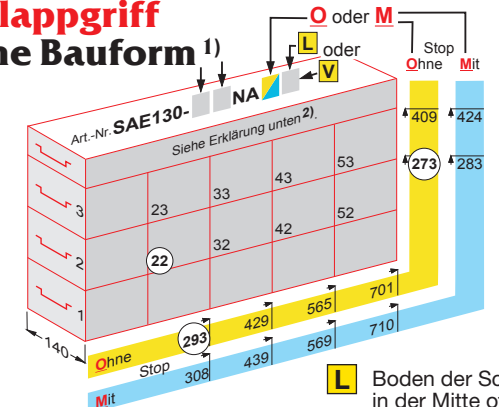 lappgriff
ne Bauform 1)
O oder M
L oder
V
Stop
Ohne Mit
Art.-Nr. SAE130- NA
Siehe Erklärung unten 2).
409 424
273 283
53
43
33
23
3
52
42
32
22
2
1
140
701
565
429
293
Ohne
Stop
710
569
439
308
Mit
L Boden der Sc
in der Mitte of